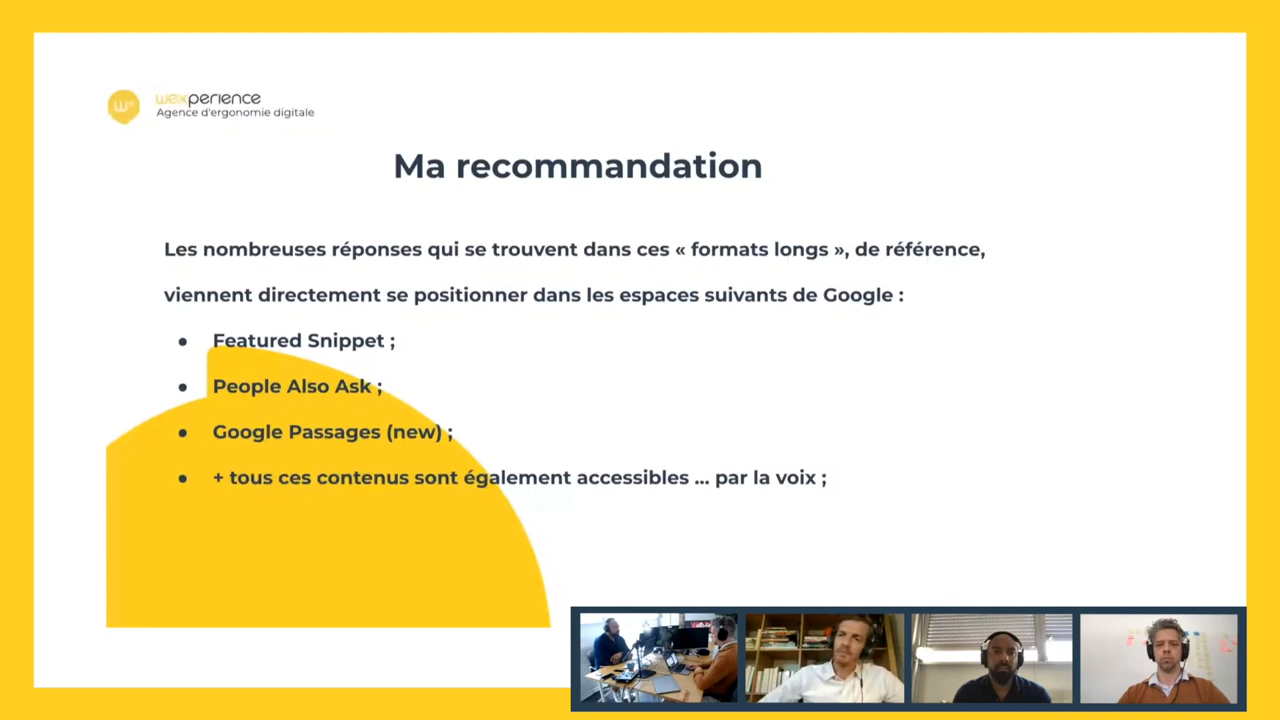 wexperience
Agence d'ergonomie digitale
Ma recommandation
Les nombreuses réponses qui se trouvent dans ces « formats longs », de référence,
viennent directement se positionner dans les espaces suivants de Google :
● Featured Snippet ;
● People Also Ask ;
● Google Passages (new) ;
● + tous ces contenus sont également accessibles ... par la voix ;